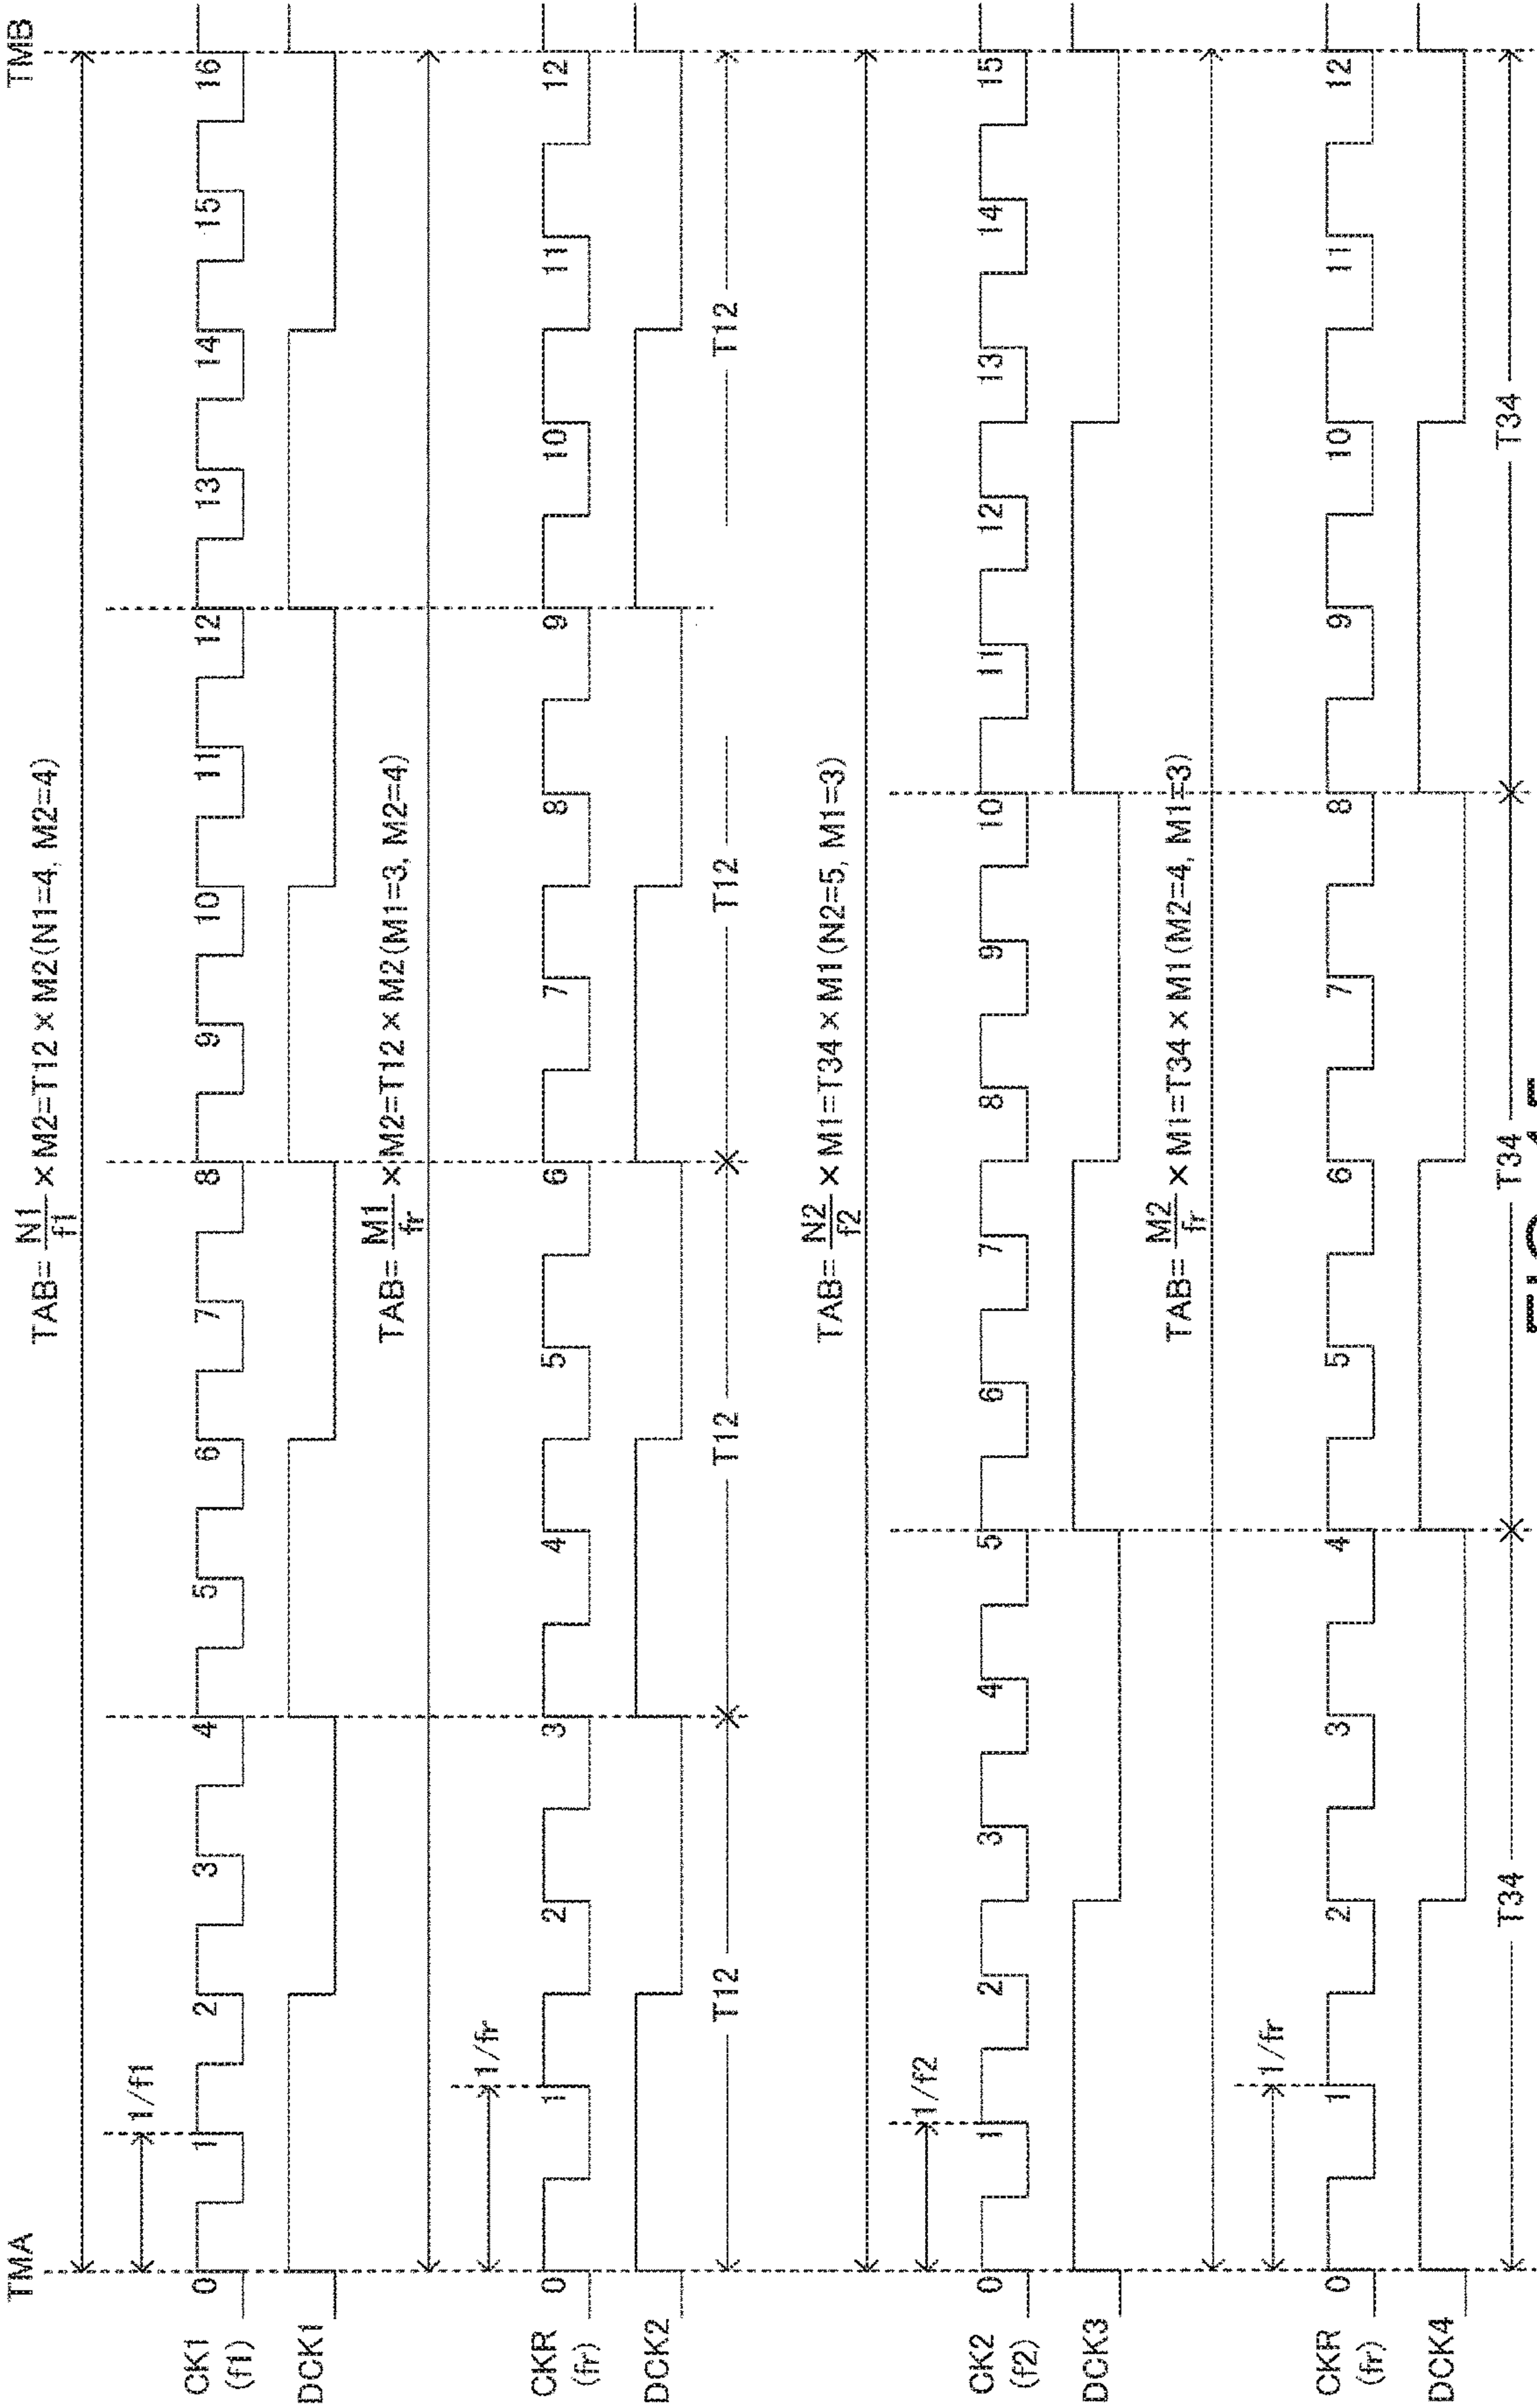 TMA TMB
TAB= N1/f1 ×M2=T12×M2(N1=4, M2=4)
1/f1
CK1 (f1) 0 1 2 3 4 5 6 7 8 9 10 11 12 13 14 15 16
DCK1
TAB= M1/fr ×M2=T12×M2(M1=3, M2=4)
1/fr
CKR (fr) 0 1 2 3 4 5 6 7 8 9 10 11 12
DCK2
T12 T12 T12 T12
TAB= N2/f2 ×M1=T34×M1(N2=5, M1=3)
1/f2
CK2 (f2) 0 1 2 3 4 5 6 7 8 9 10 11 12 13 14 15
DCK3
TAB= M2/fr ×M1=T34×M1(M2=4, M1=3)
1/fr
CKR (fr) 0 1 2 3 4 5 6 7 8 9 10 11 12
DCK4
T34 T34 T34